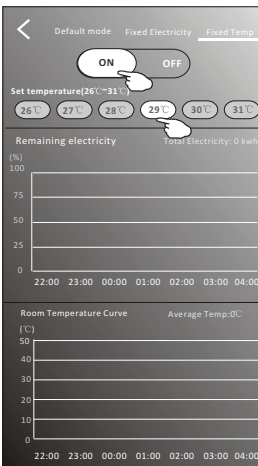 Default mode Fixed Electricity Fixed Temp
ON OFF
Set temperature(26℃~31℃)
26℃ 27℃ 28℃ 29℃ 30℃ 31℃
Remaining electricity Total Electricity: 0 kwh
(%)
100
75
50
25
0
22:00 23:00 00:00 01:00 02:00 03:00 04:00
Room Temperature Curve Average Temp:0℃
(℃)
50
40
30
20
10
0
22:00 23:00 00:00 01:00 02:00 03:00 04:00